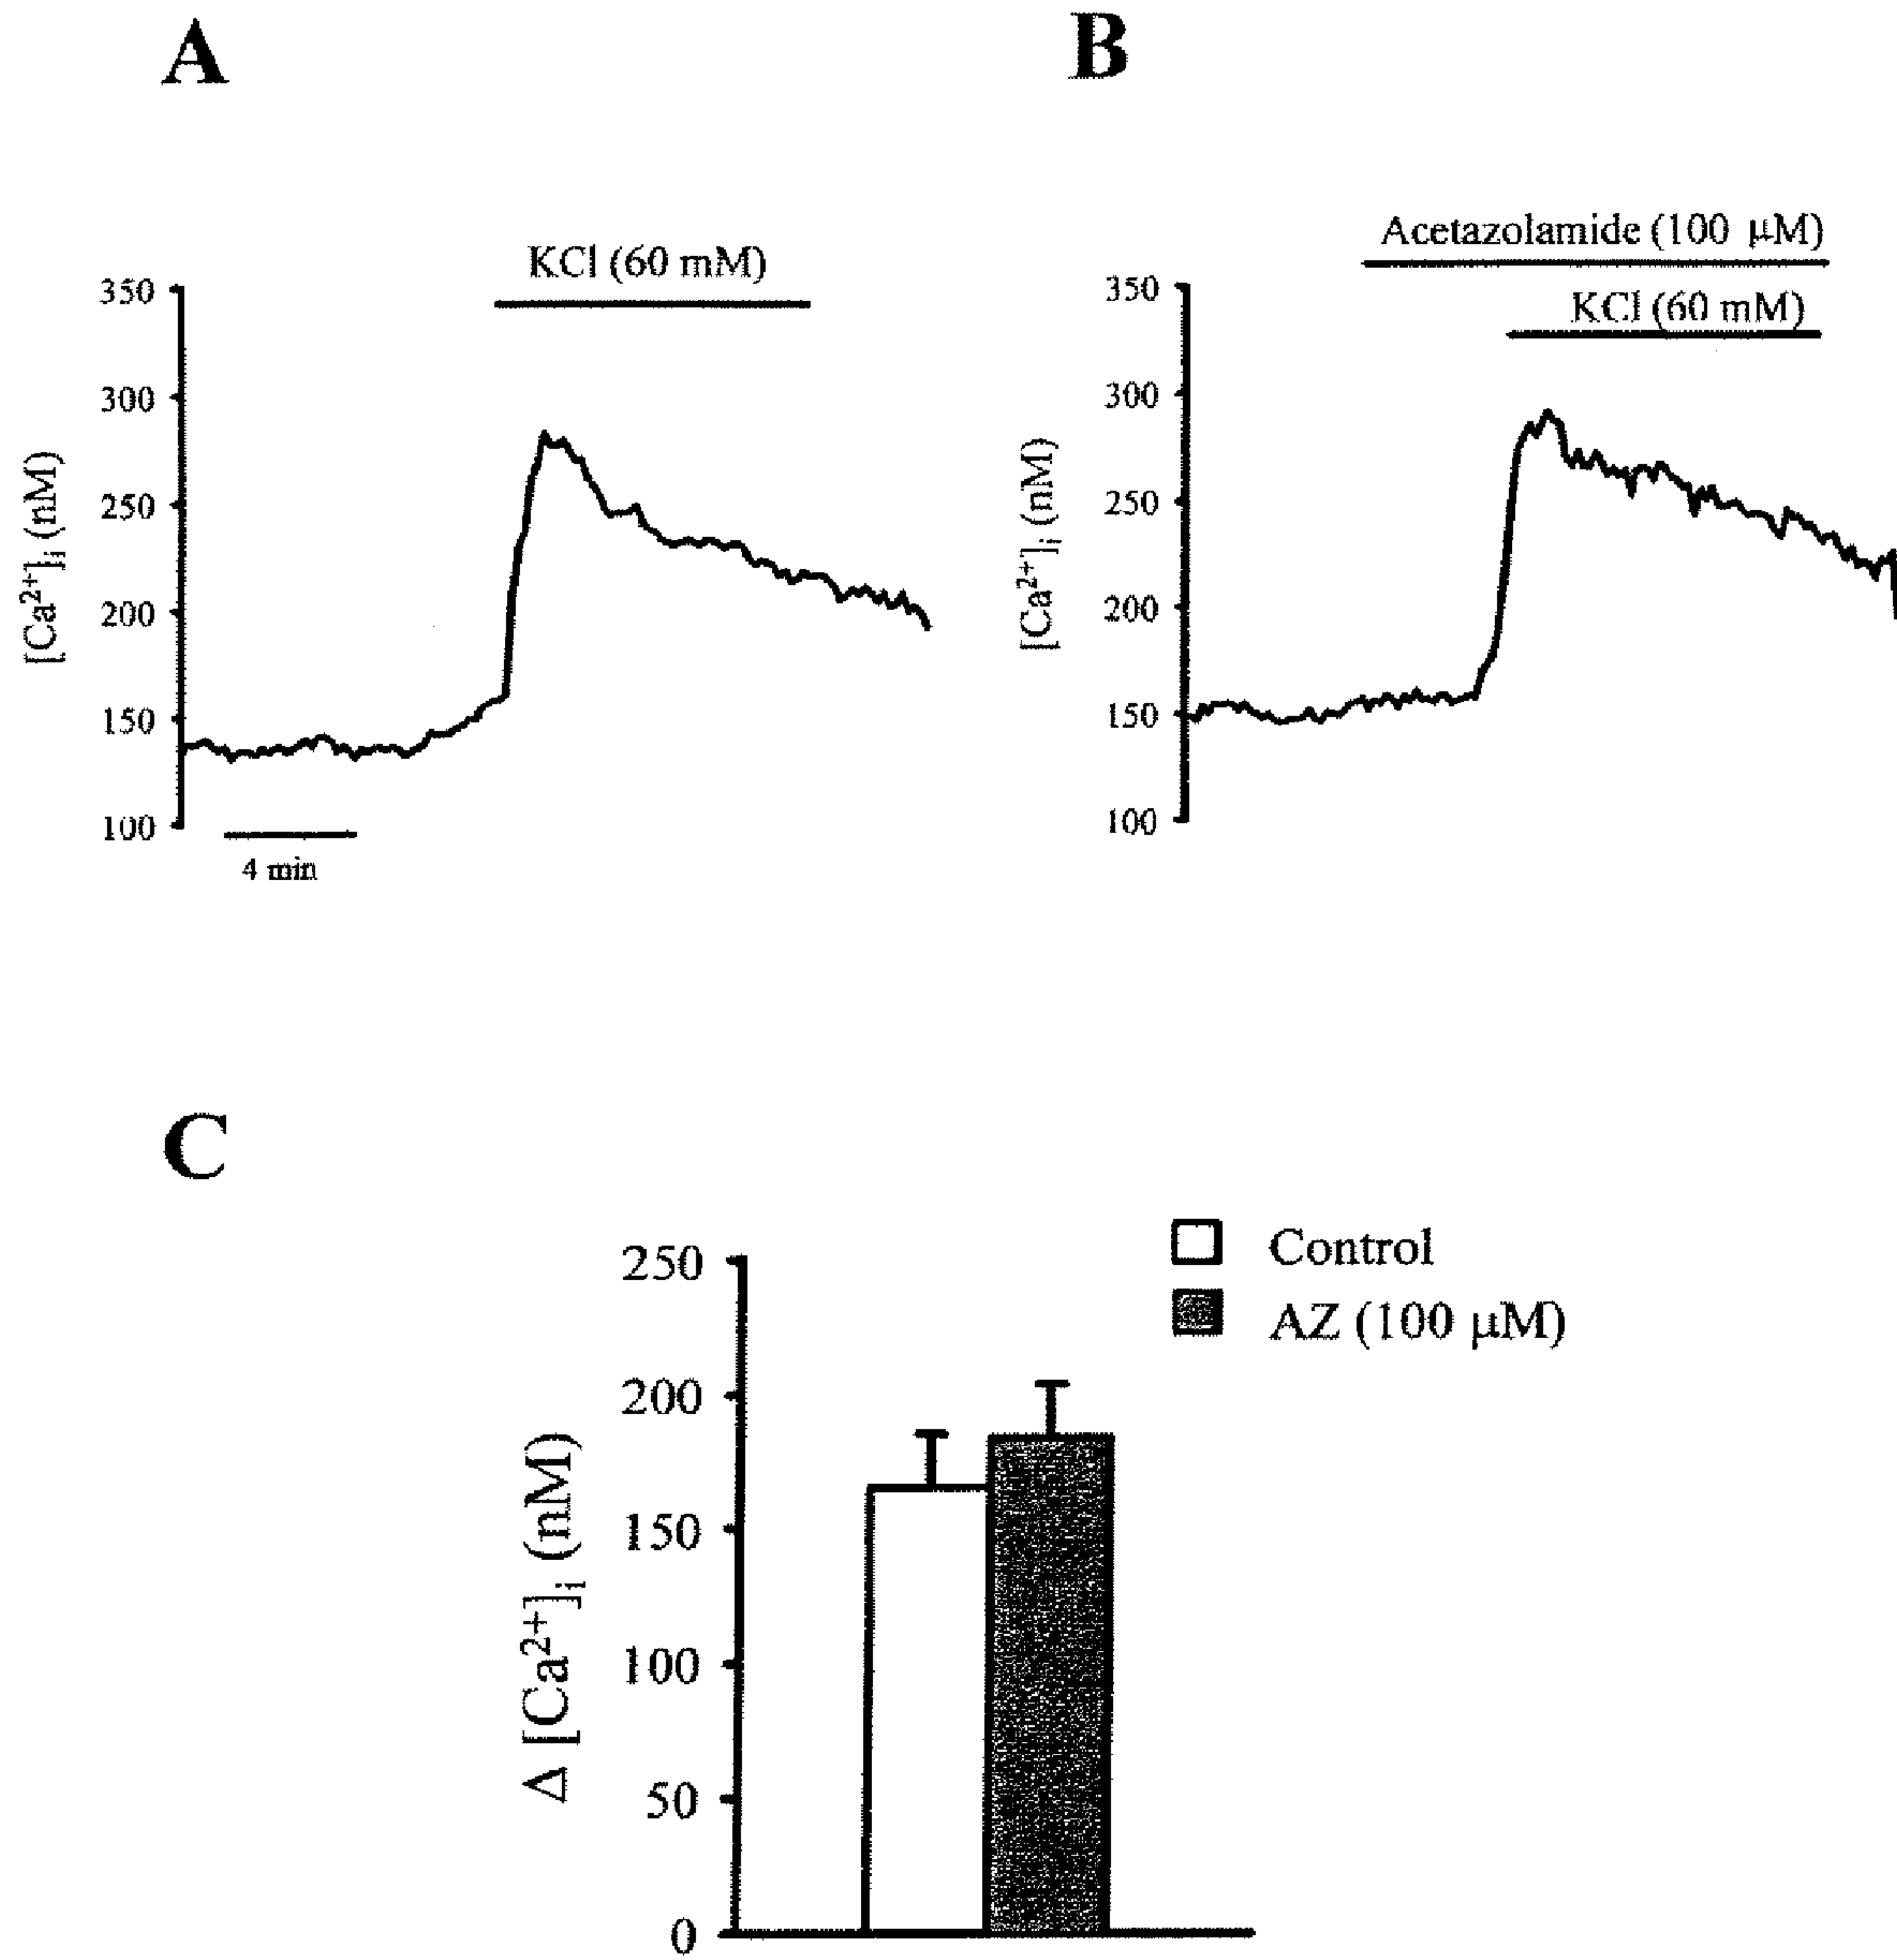 A
B
KCl (60 mM)
350
300
250
200
150
100
[Ca²⁺]ᵢ (nM)
4 min
Acetazolamide (100 μM)
KCl (60 mM)
350
300
250
200
150
100
[Ca²⁺]ᵢ (nM)
C
250
200
150
100
50
0
Δ [Ca²⁺]ᵢ (nM)
Control
AZ (100 μM)